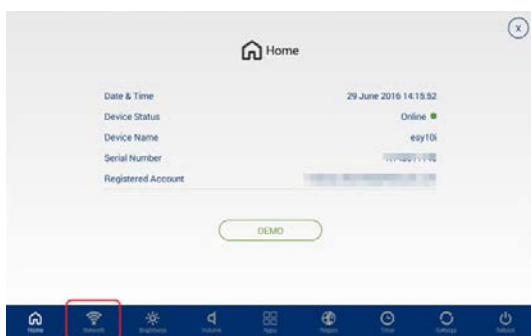 x
Home
Date & Time 29 June 2016 14:15:52
Device Status Online
Device Name esy10i
Serial Number
Registered Account
DEMO
Home Network Brightness Volume Apps Region Timer Settings Reboot